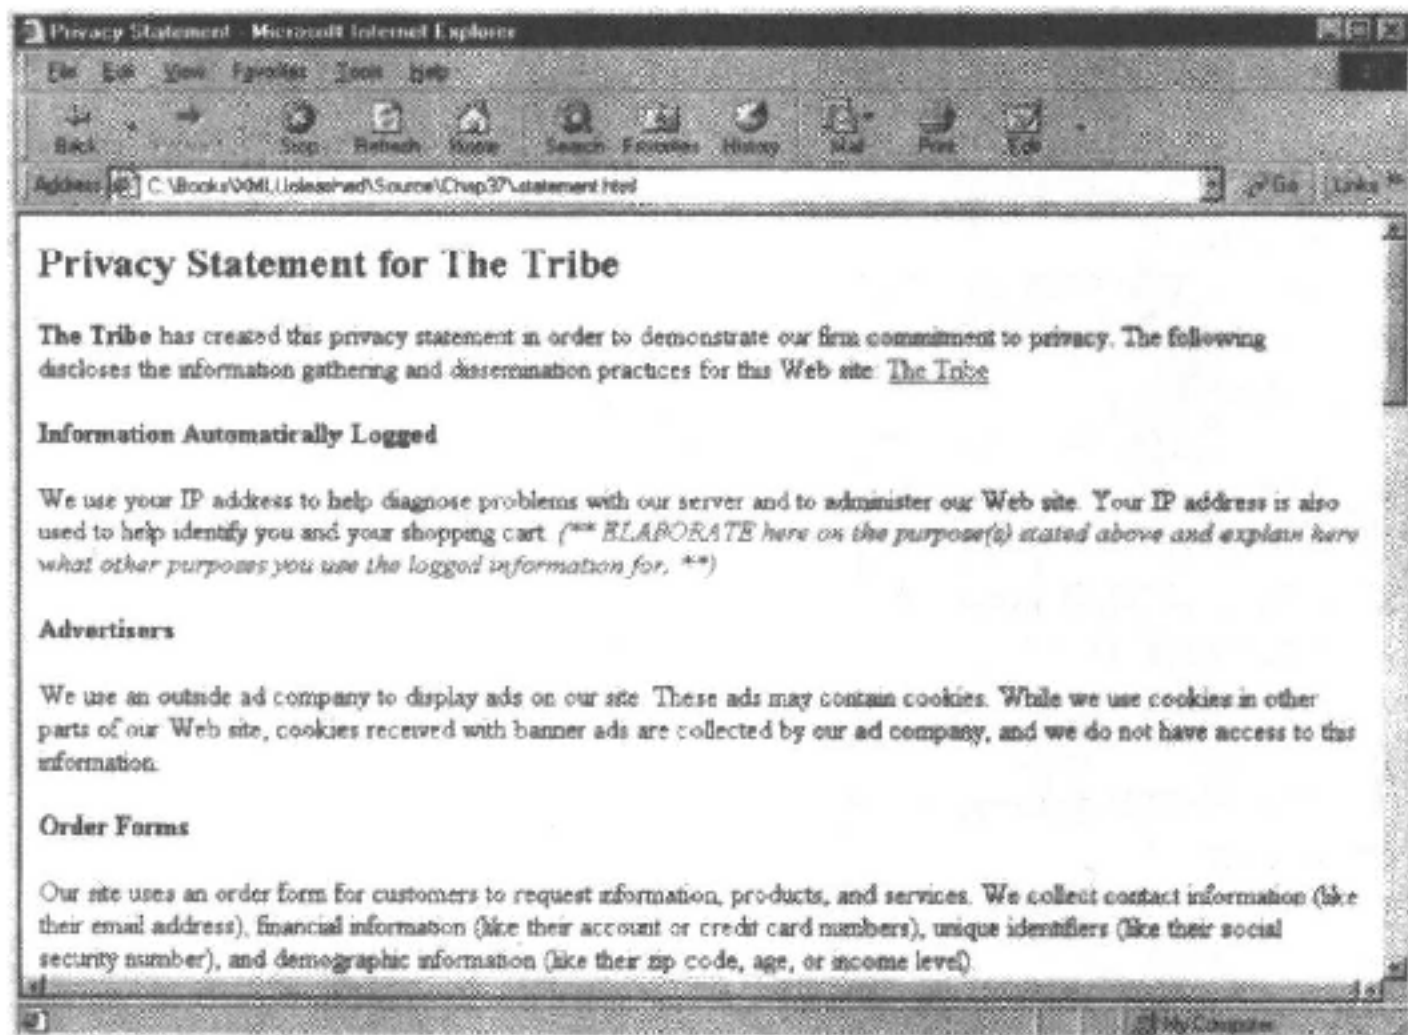 Privacy Statement - Microsoft Internet Explorer
File Edit View Favorites Tools Help
Back Stop Refresh Home Search Favorites History Mail Print Edit
Address C:\Books\XMLUnleashed\Source\Chap37\statement.html Go Links
Privacy Statement for The Tribe
The Tribe has created this privacy statement in order to demonstrate our firm commitment to privacy. The following
discloses the information gathering and dissemination practices for this Web site: The Tribe
Information Automatically Logged
We use your IP address to help diagnose problems with our server and to administer our Web site. Your IP address is also
used to help identify you and your shopping cart. (** ELABORATE here on the purpose(s) stated above and explain here
what other purposes you use the logged information for. **)
Advertisers
We use an outside ad company to display ads on our site. These ads may contain cookies. While we use cookies in other
parts of our Web site, cookies received with banner ads are collected by our ad company, and we do not have access to this
information.
Order Forms
Our site uses an order form for customers to request information, products, and services. We collect contact information (like
their email address), financial information (like their account or credit card numbers), unique identifiers (like their social
security number), and demographic information (like their zip code, age, or income level).
My Computer